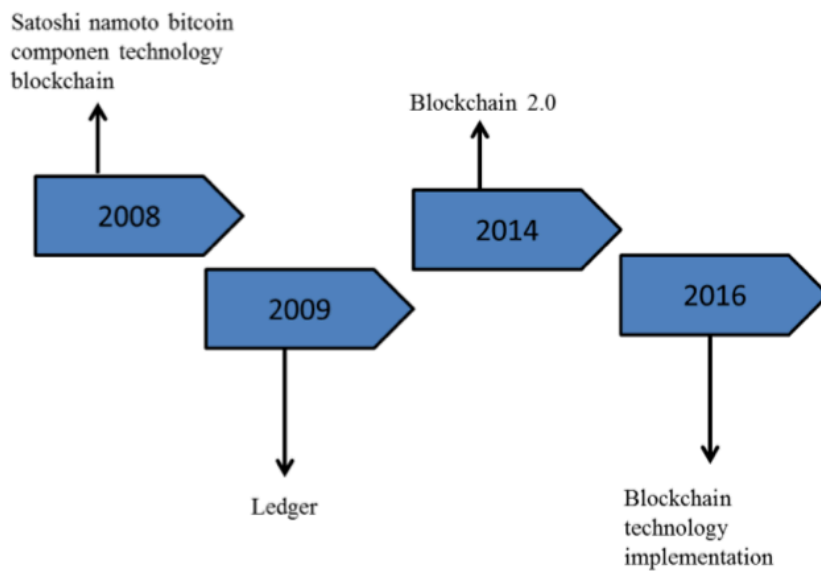 Satoshi namoto bitcoin
componen technology
blockchain
Blockchain 2.0
2008
2014
2009
2016
Ledger
Blockchain
technology
implementation